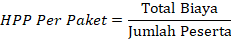 HPP Per Paket = Total Biaya / Jumlah Peserta